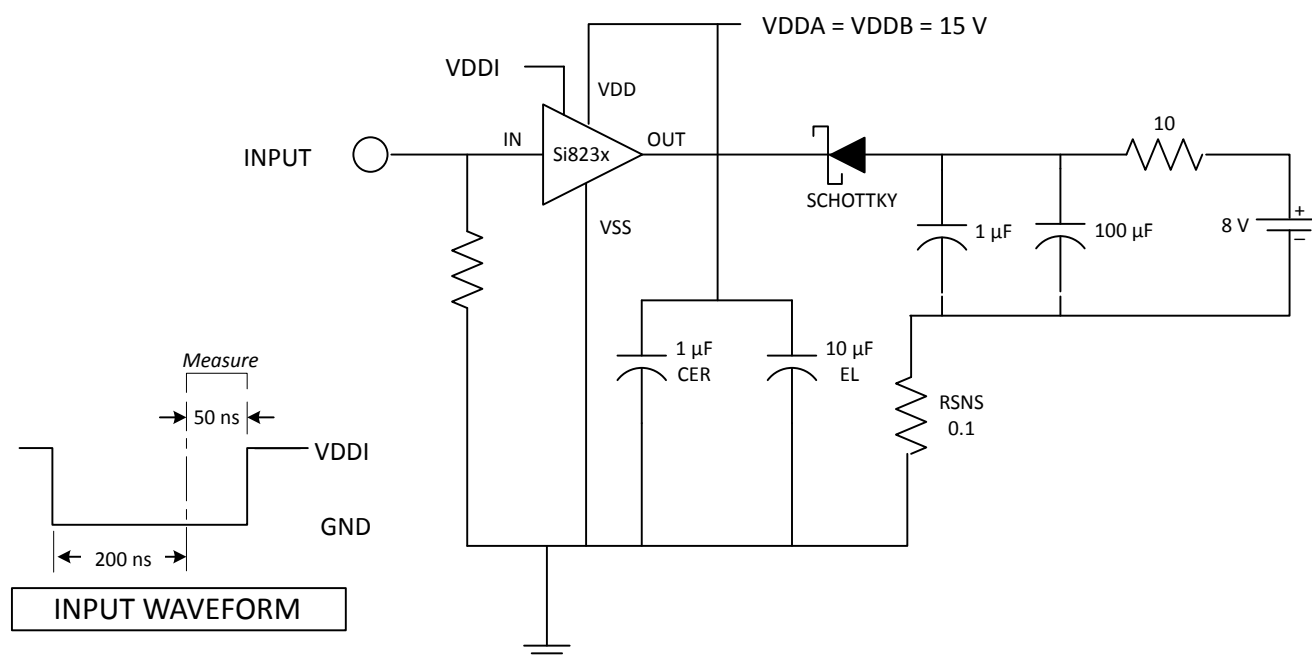 VDDA = VDDB = 15 V
VDDI
VDD
10
INPUT
IN
Si823x
OUT
SCHOTTKY
VSS
1 µF
100 µF
8 V
+
–
1 µF
CER
10 µF
EL
RSNS
0.1
Measure
50 ns
VDDI
GND
200 ns
INPUT WAVEFORM